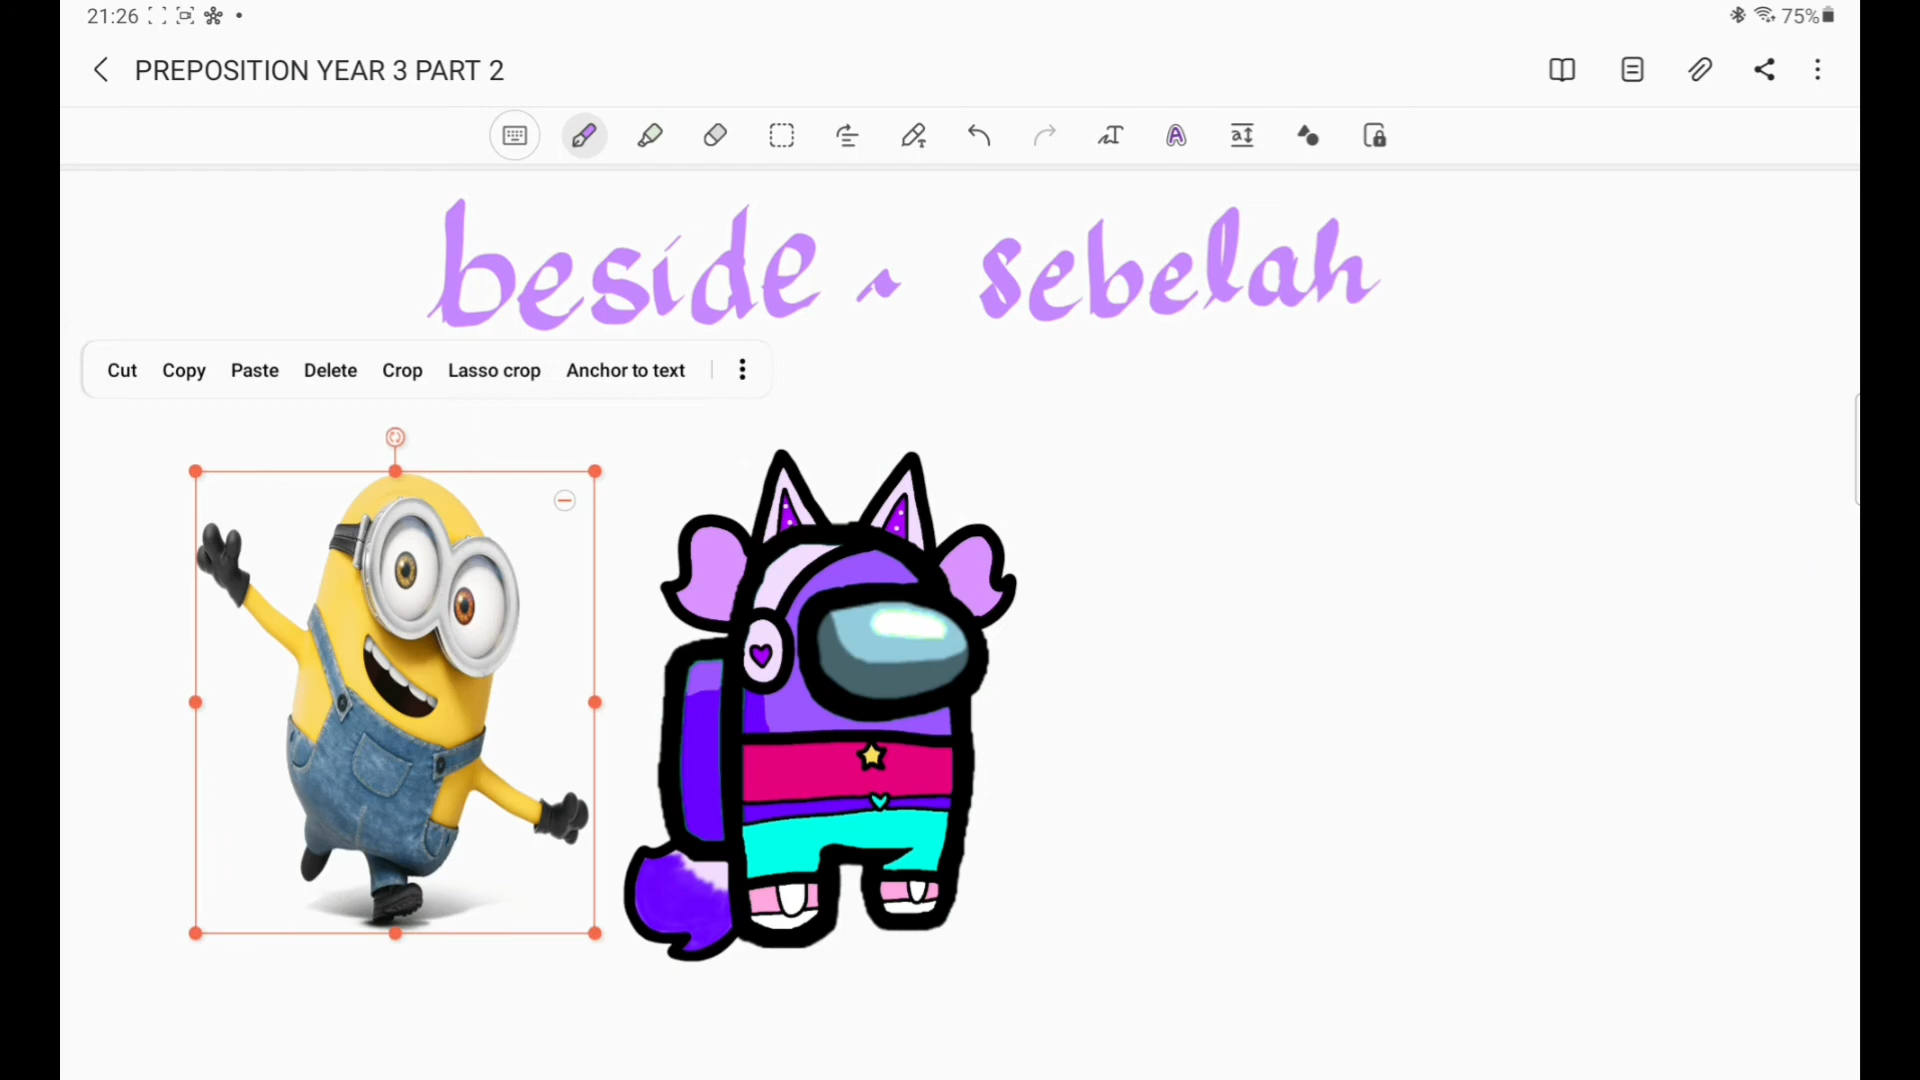 21:26
75%
PREPOSITION YEAR 3 PART 2
beside - sebelah
Cut Copy Paste Delete Crop Lasso crop Anchor to text